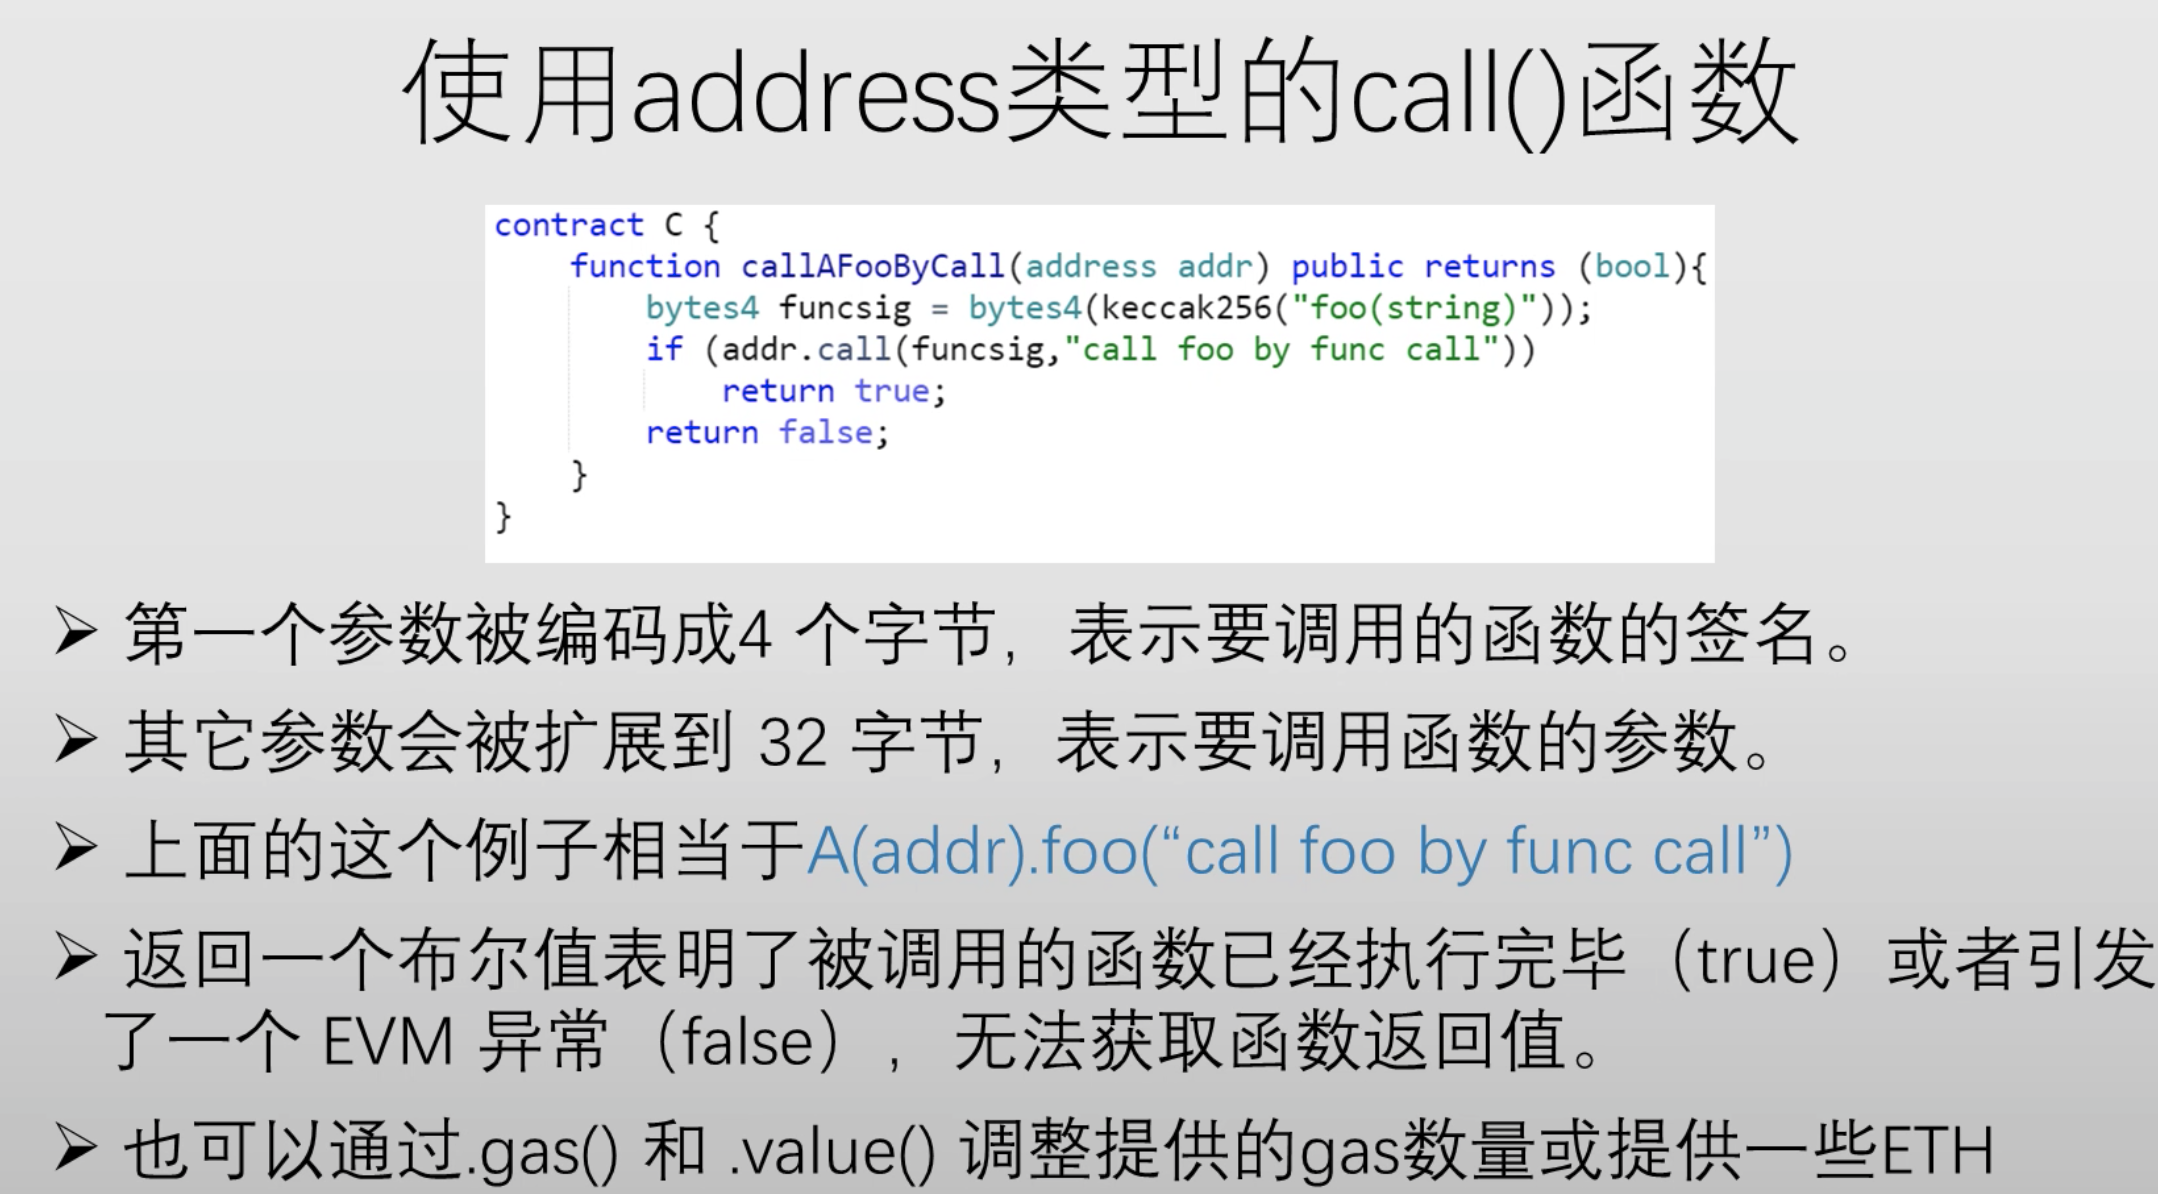 使用address类型的call()函数
contract C {
    function callAFooByCall(address addr) public returns (bool){
        bytes4 funcsig = bytes4(keccak256("foo(string)"));
        if (addr.call(funcsig,"call foo by func call"))
            return true;
        return false;
    }
}
➢ 第一个参数被编码成4 个字节，表示要调用的函数的签名。
➢ 其它参数会被扩展到 32 字节，表示要调用函数的参数。
➢ 上面的这个例子相当于A(addr).foo(“call foo by func call”)
➢ 返回一个布尔值表明了被调用的函数已经执行完毕（true）或者引发
了一个 EVM 异常（false），无法获取函数返回值。
➢ 也可以通过.gas() 和 .value() 调整提供的gas数量或提供一些ETH